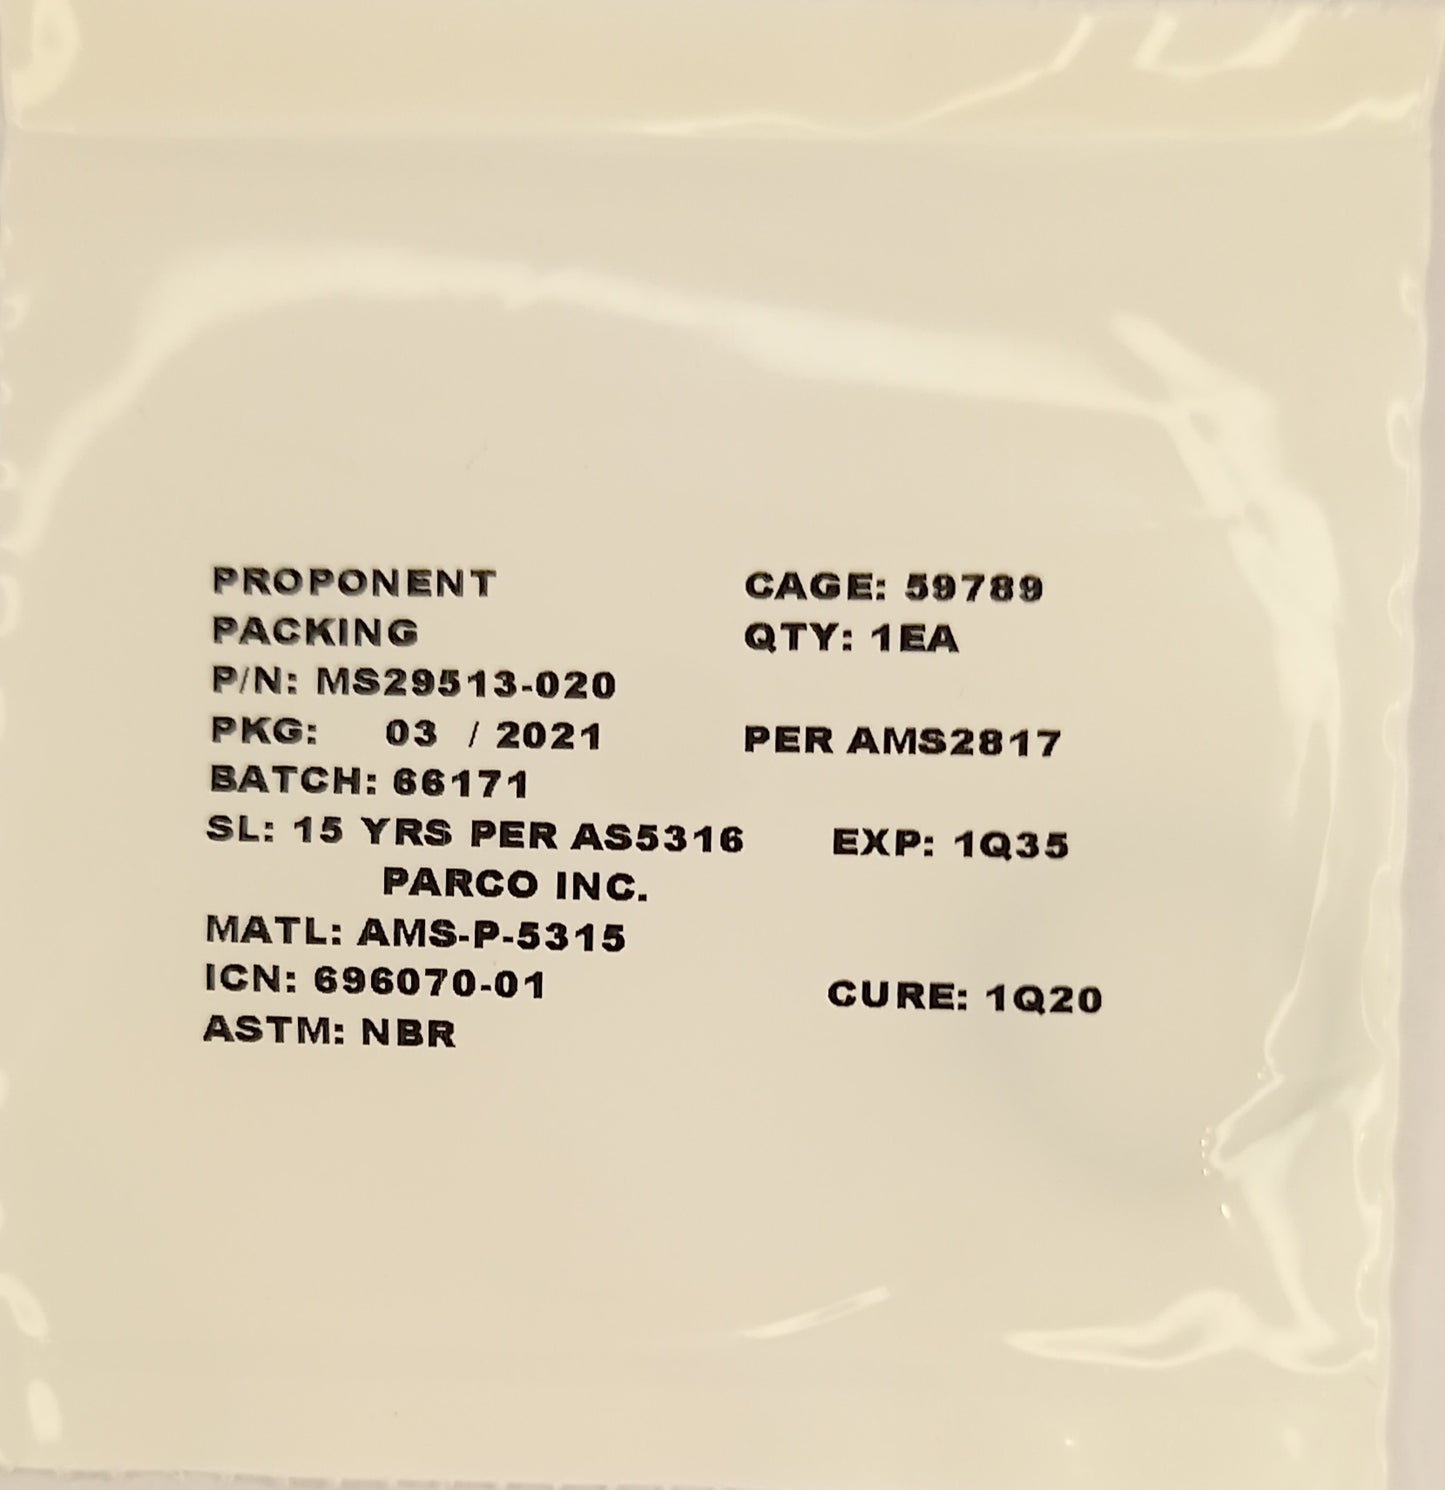 PROPONENT CAGE: 59789
PACKING QTY: 1EA
P/N: MS29513-020
PKG: 03 / 2021 PER AMS2817
BATCH: 66171
SL: 15 YRS PER AS5316 EXP: 1Q35
PARCO INC.
MATL: AMS-P-5315
ICN: 696070-01 CURE: 1Q20
ASTM: NBR